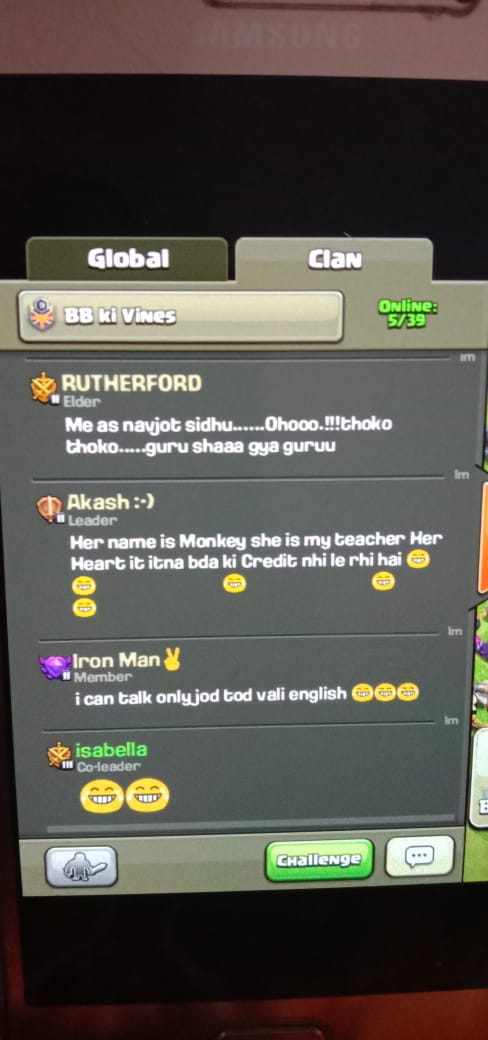 SAMSUNG
Global
Clan
BB ki Vines
Online:
5/39
1m
RUTHERFORD
Elder
Me as navjot sidhu......Ohooo.!!!thoko
thoko.....guru shaaa gya guruu
1m
Akash :-)
Leader
Her name is Monkey she is my teacher Her
Heart it itna bda ki Credit nhi le rhi hai 😁
😁 😁 😁
😁
1m
Iron Man✌
Member
i can talk only jod tod vali english 😂😂😂
1m
isabella
Co-leader
😂😂
Challenge